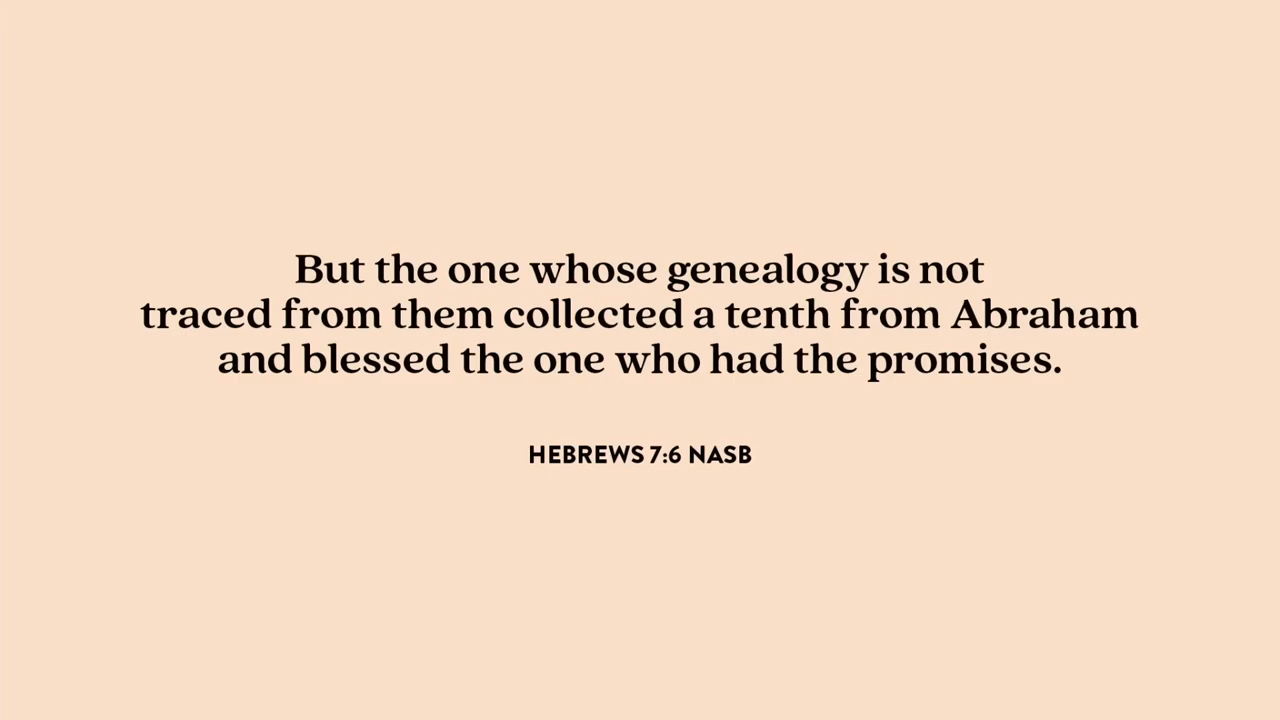 But the one whose genealogy is not
traced from them collected a tenth from Abraham
and blessed the one who had the promises.
HEBREWS 7:6 NASB